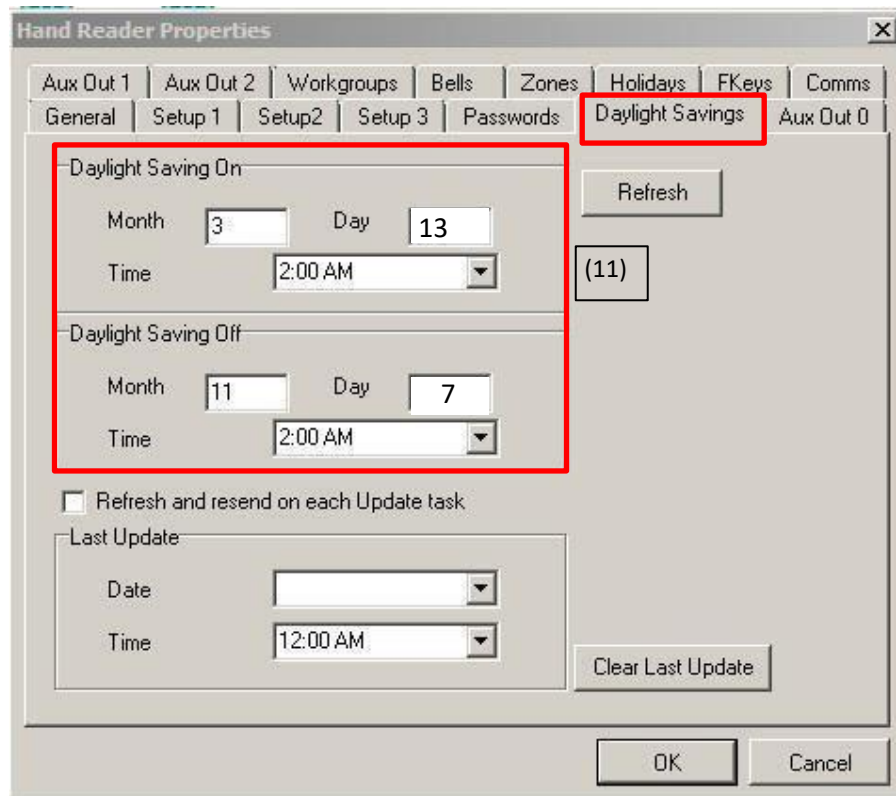 Hand Reader Properties
Aux Out 1 Aux Out 2 Workgroups Bells Zones Holidays FKeys Comms
General Setup 1 Setup2 Setup 3 Passwords Daylight Savings Aux Out 0
Daylight Saving On
Refresh
Month 3 Day 13
Time 2:00 AM
(11)
Daylight Saving Off
Month 11 Day 7
Time 2:00 AM
Refresh and resend on each Update task
Last Update
Date
Time 12:00 AM
Clear Last Update
OK Cancel